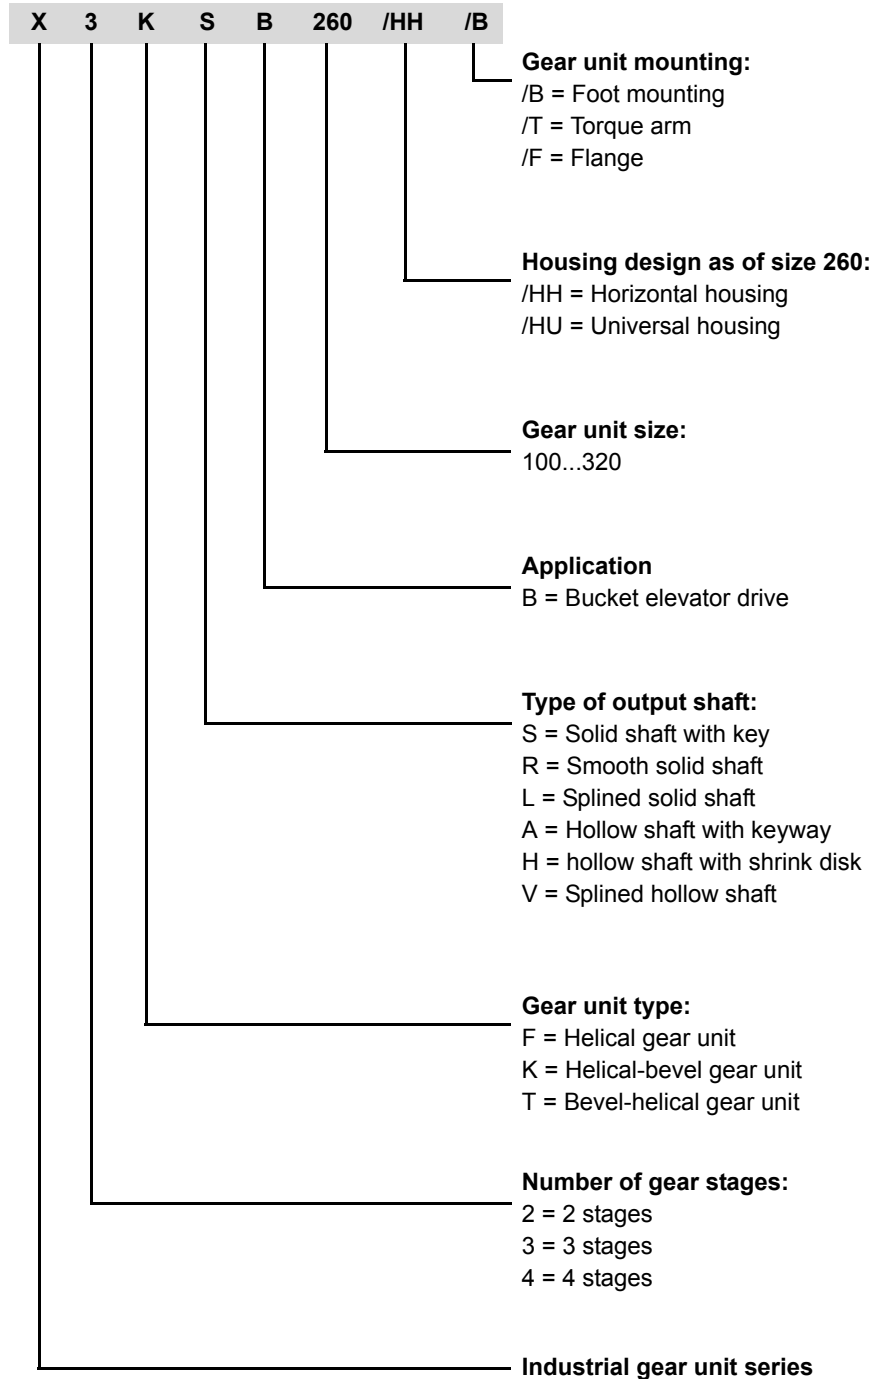 X 3 K S B 260 /HH /B
Gear unit mounting:
/B = Foot mounting
/T = Torque arm
/F = Flange
Housing design as of size 260:
/HH = Horizontal housing
/HU = Universal housing
Gear unit size:
100...320
Application
B = Bucket elevator drive
Type of output shaft:
S = Solid shaft with key
R = Smooth solid shaft
L = Splined solid shaft
A = Hollow shaft with keyway
H = hollow shaft with shrink disk
V = Splined hollow shaft
Gear unit type:
F = Helical gear unit
K = Helical-bevel gear unit
T = Bevel-helical gear unit
Number of gear stages:
2 = 2 stages
3 = 3 stages
4 = 4 stages
Industrial gear unit series